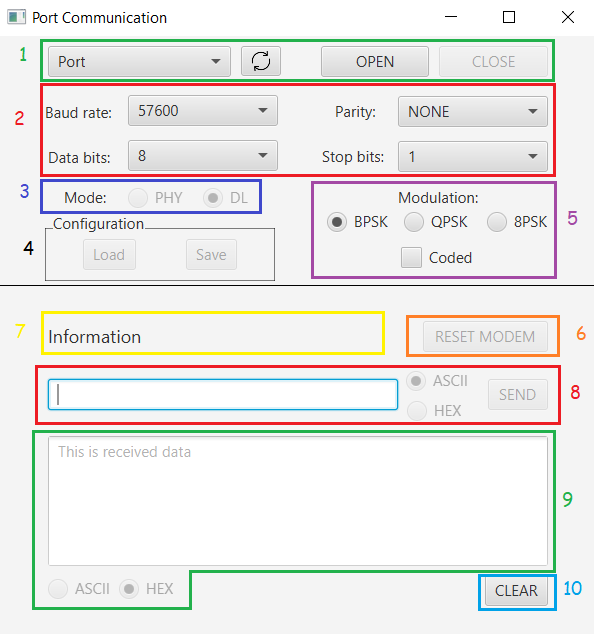 Port Communication
1 Port OPEN CLOSE
2 Baud rate: 57600 Parity: NONE
Data bits: 8 Stop bits: 1
3 Mode: PHY DL
Modulation:
BPSK QPSK 8PSK 5
Coded
4 Configuration
Load Save
7 Information RESET MODEM 6
ASCII
HEX
SEND 8
This is received data
9
ASCII HEX CLEAR 10